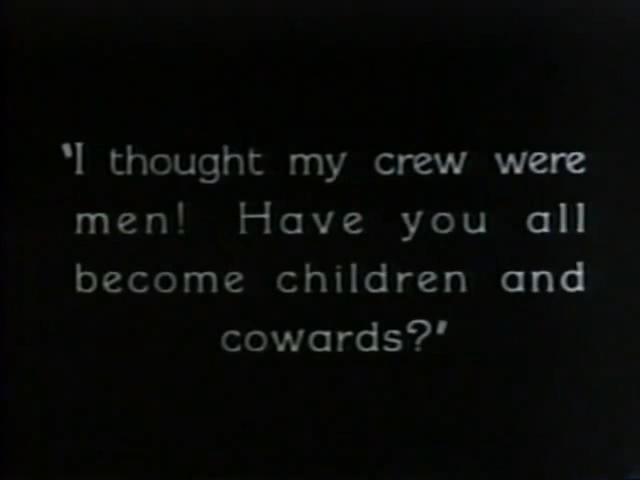 "I thought my crew were
men! Have you all
become children and
cowards?"